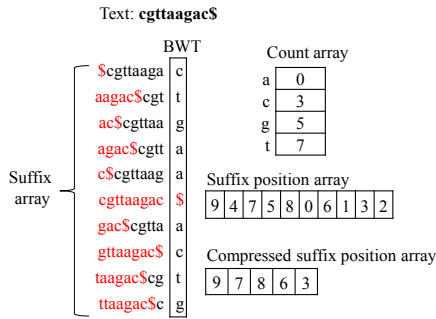 Text: cgttaagac$
BWT
$cgttaaga c
aagac$cgt t
ac$cgttaa g
agac$cgtt a
c$cgttaag a
cgttaagac $
gac$cgtta a
gttaagac$ c
taagac$cg t
ttaagac$c g
Suffix
array
Count array
a 0
c 3
g 5
t 7
Suffix position array
9 4 7 5 8 0 6 1 3 2
Compressed suffix position array
9 7 8 6 3